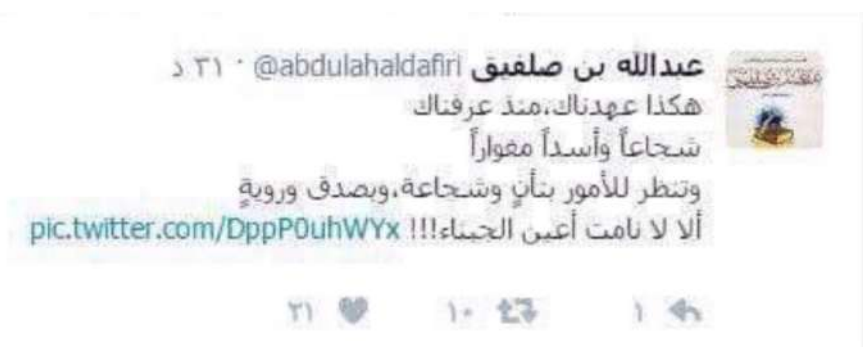 عبدالله بن صلفيق @abdulahaldafiri · ٣١ د
هكذا عهدناك،منذ عرفناك
شجاعاً وأسداً مغواراً
وتنظر للأمور بتأنٍ وشجاعة،وبصدق ورويةٍ
ألا لا نامت أعين الجبناء!!! pic.twitter.com/DppP0uhWYx
١ ١٠ ٢١